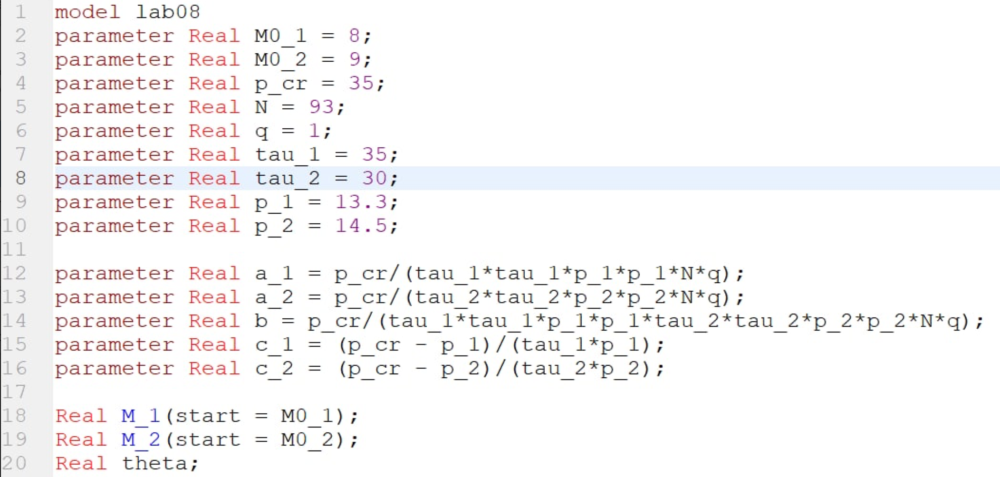 1 model lab08
2 parameter Real M0_1 = 8;
3 parameter Real M0_2 = 9;
4 parameter Real p_cr = 35;
5 parameter Real N = 93;
6 parameter Real q = 1;
7 parameter Real tau_1 = 35;
8 parameter Real tau_2 = 30;
9 parameter Real p_1 = 13.3;
10 parameter Real p_2 = 14.5;
11
12 parameter Real a_1 = p_cr/(tau_1*tau_1*p_1*p_1*N*q);
13 parameter Real a_2 = p_cr/(tau_2*tau_2*p_2*p_2*N*q);
14 parameter Real b = p_cr/(tau_1*tau_1*p_1*p_1*tau_2*tau_2*p_2*p_2*N*q);
15 parameter Real c_1 = (p_cr - p_1)/(tau_1*p_1);
16 parameter Real c_2 = (p_cr - p_2)/(tau_2*p_2);
17
18 Real M_1(start = M0_1);
19 Real M_2(start = M0_2);
20 Real theta;